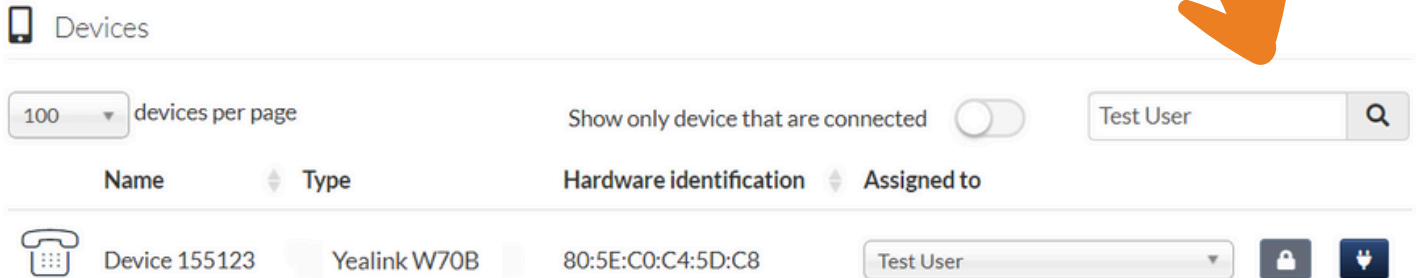 Devices
100 devices per page Show only device that are connected Test User
Name Type Hardware identification Assigned to
Device 155123 Yealink W70B 80:5E:C0:C4:5D:C8 Test User